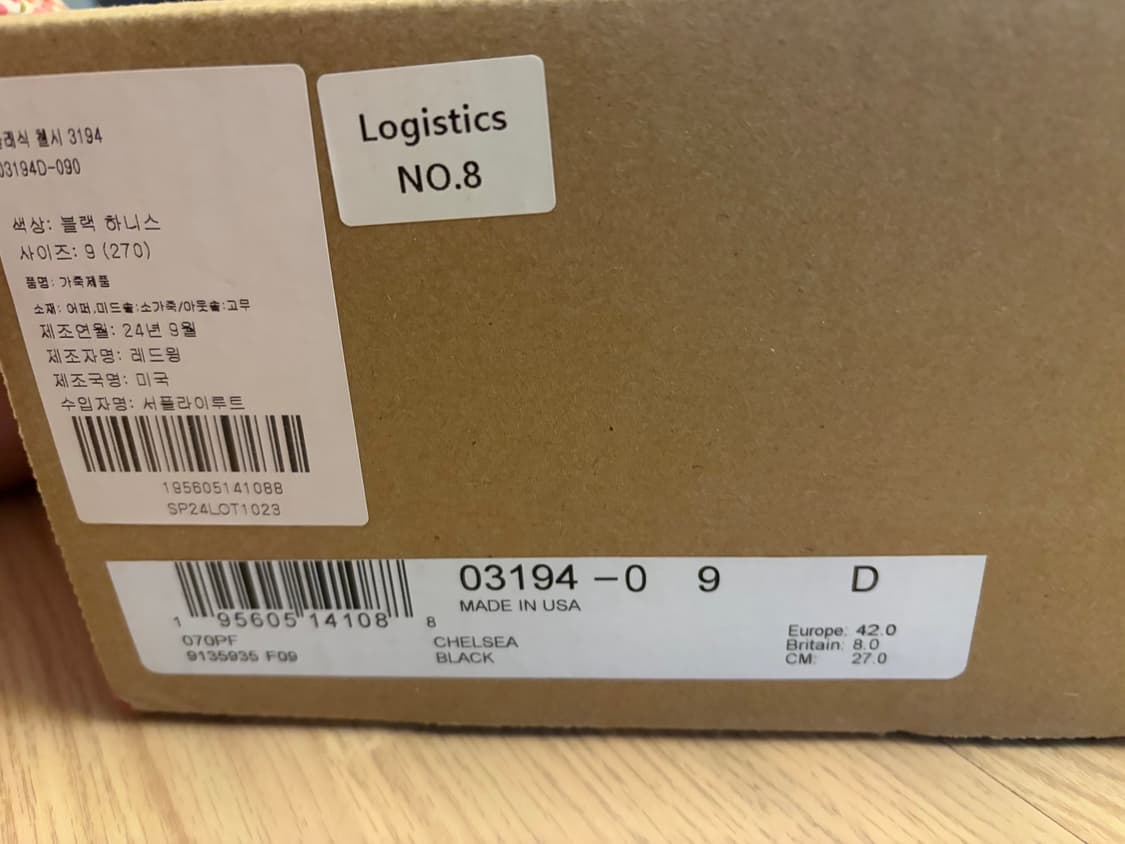 클래식 첼시 3194
03194D-090
색상: 블랙 하니스
사이즈: 9 (270)
품명: 가죽제품
소재: 어퍼,미드솔:소가죽/아웃솔:고무
제조연월: 24년 9월
제조자명: 레드윙
제조국명: 미국
수입자명: 서플라이루트
195605141088
SP24LOT1023
Logistics
NO.8
03194 -0 9 D
MADE IN USA
1 95605 14108 8
070PF
9135935 F09
CHELSEA
BLACK
Europe: 42.0
Britain: 8.0
CM: 27.0